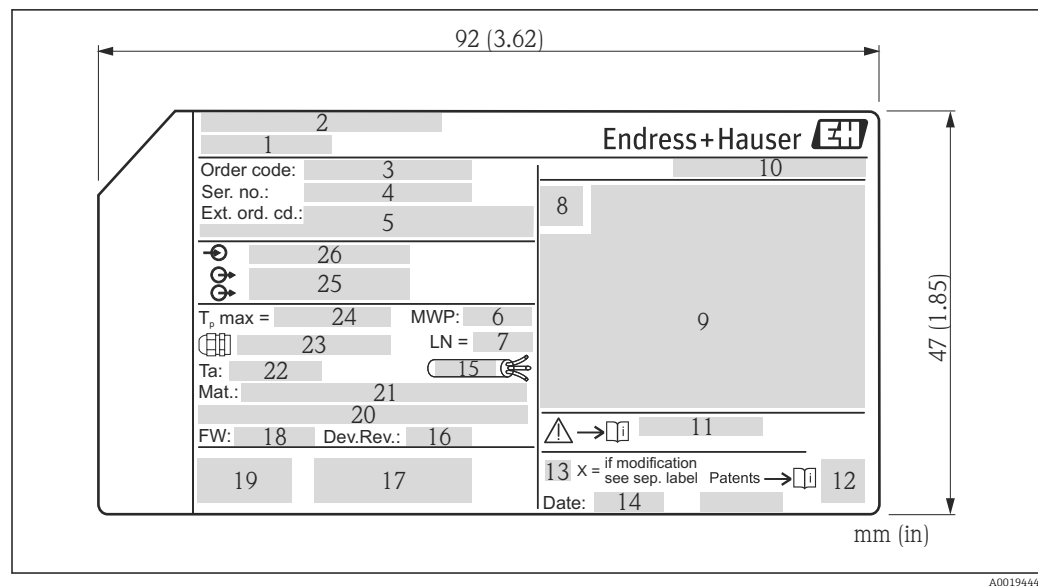 92 (3.62)
2
1
Endress+Hauser EH
10
Order code: 3
Ser. no.: 4
Ext. ord. cd.:
5
8
26
25
9
47 (1.85)
Tp max = 24 MWP: 6
23 LN = 7
Ta: 22 15
Mat.: 21
20
FW: 18 Dev.Rev.: 16
i 11
19 17
13 X = if modification
see sep. label Patents i 12
Date: 14
mm (in)
A0019444